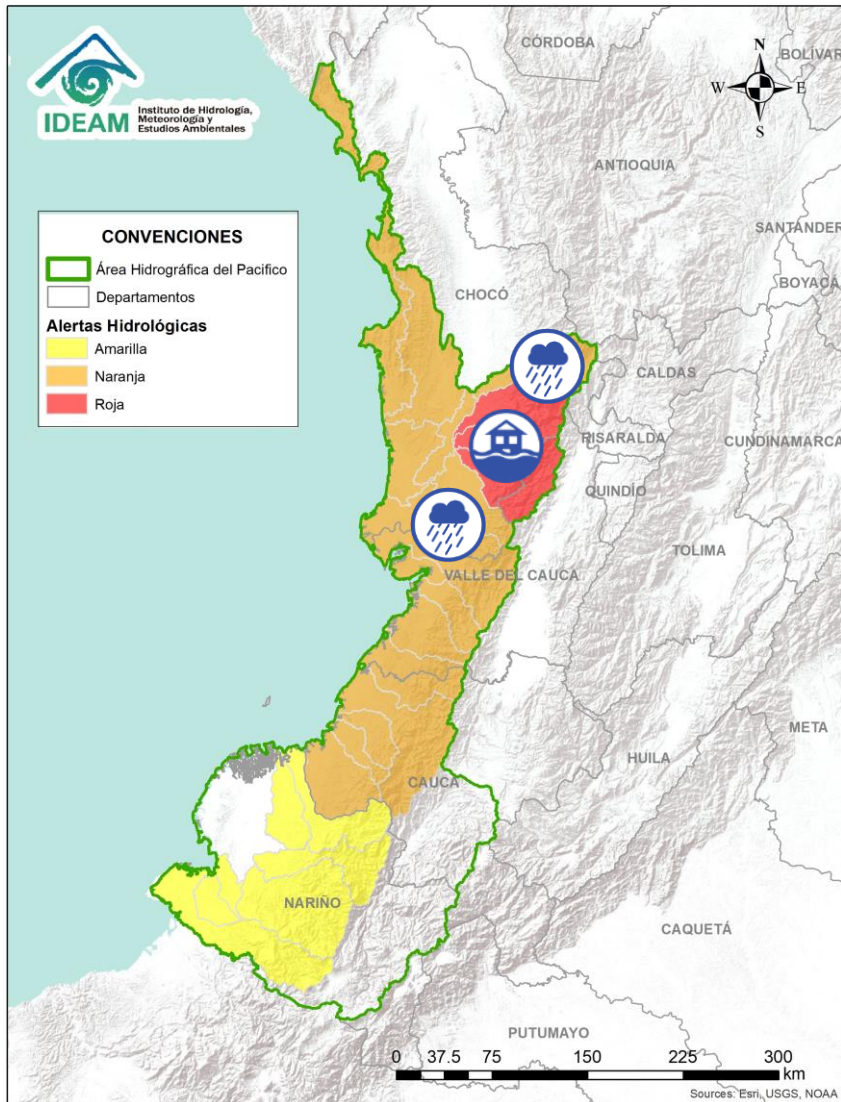 IDEAM
Instituto de Hidrología,
Meteorología y
Estudios Ambientales
CÓRDOBA
BOLÍVAR
N
W
E
S
ANTIOQUIA
SANTANDER
BOYACÁ
CONVENCIONES
Área Hidrográfica del Pacifico
Departamentos
Alertas Hidrológicas
Amarilla
Naranja
Roja
CHOCÓ
CALDAS
RISARALDA
CUNDINAMARCA
QUINDÍO
TOLIMA
VALLE DEL CAUCA
META
HUILA
CAUCA
NARIÑO
CAQUETÁ
PUTUMAYO
0 37.5 75 150 225 300
km
Sources: Esri, USGS, NOAA